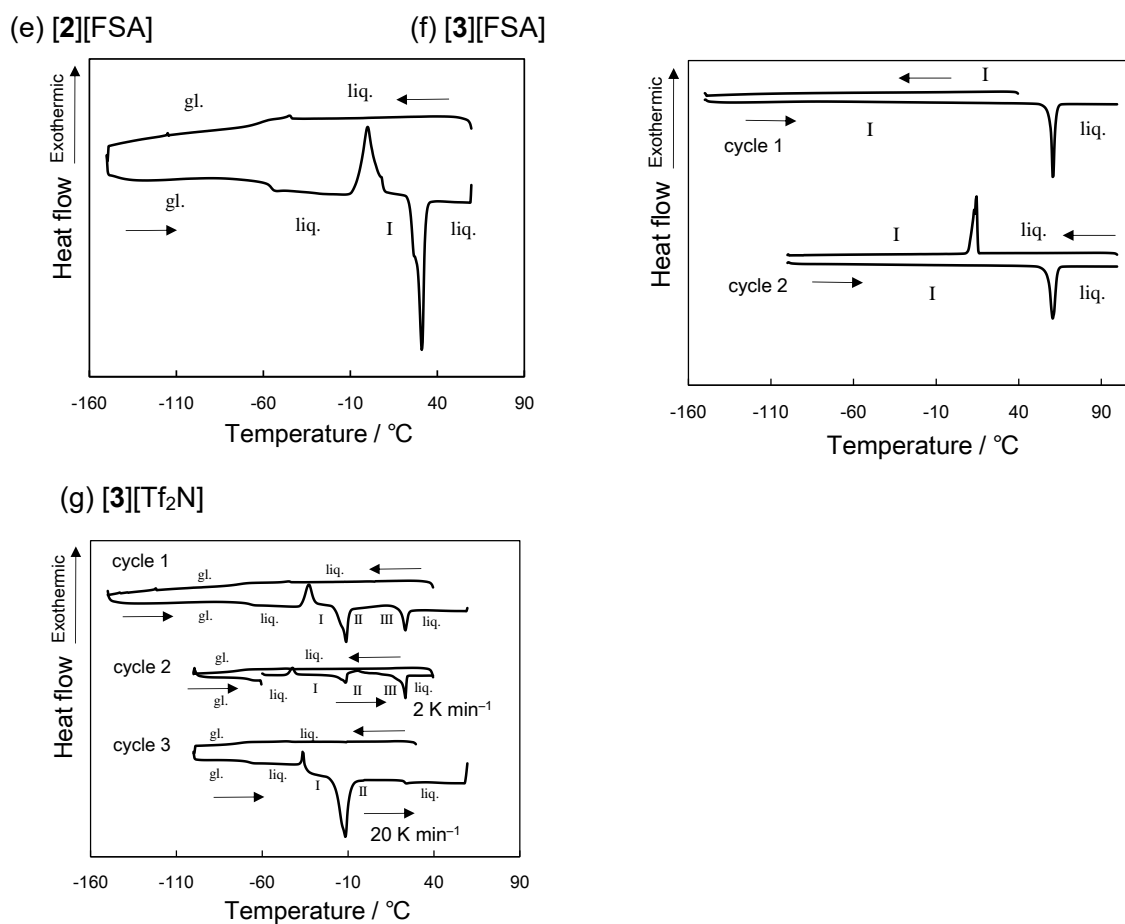 (e) [2][FSA]
(f) [3][FSA]
Heat flow
Exothermic
gl.
liq.
gl.
liq.
I
liq.
-160 -110 -60 -10 40 90
Temperature / °C
Heat flow
Exothermic
I
I
cycle 1
liq.
I
liq.
cycle 2
I
liq.
-160 -110 -60 -10 40 90
Temperature / °C
(g) [3][Tf₂N]
Heat flow
Exothermic
cycle 1
gl.
liq.
gl.
liq.
I
II
III
liq.
cycle 2
gl.
liq.
gl.
liq.
I
II
III
liq.
2 K min⁻¹
cycle 3
gl.
liq.
gl.
liq.
I
II
liq.
20 K min⁻¹
-160 -110 -60 -10 40 90
Temperature / °C